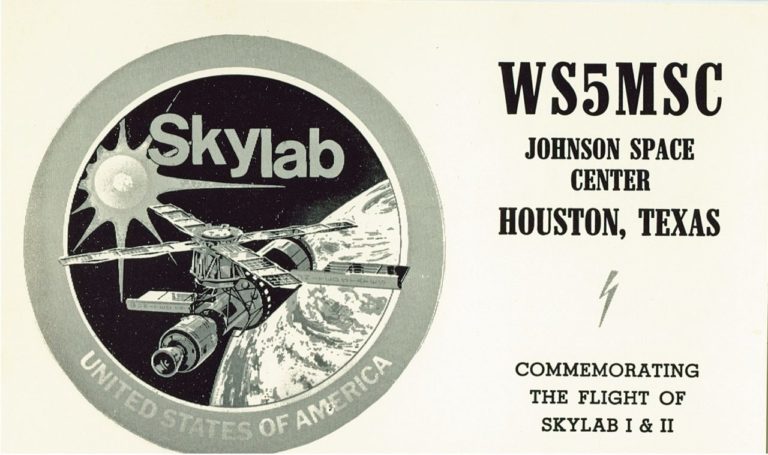 Skylab
UNITED STATES OF AMERICA
WS5MSC
JOHNSON SPACE
CENTER
HOUSTON, TEXAS
COMMEMORATING
THE FLIGHT OF
SKYLAB I & II